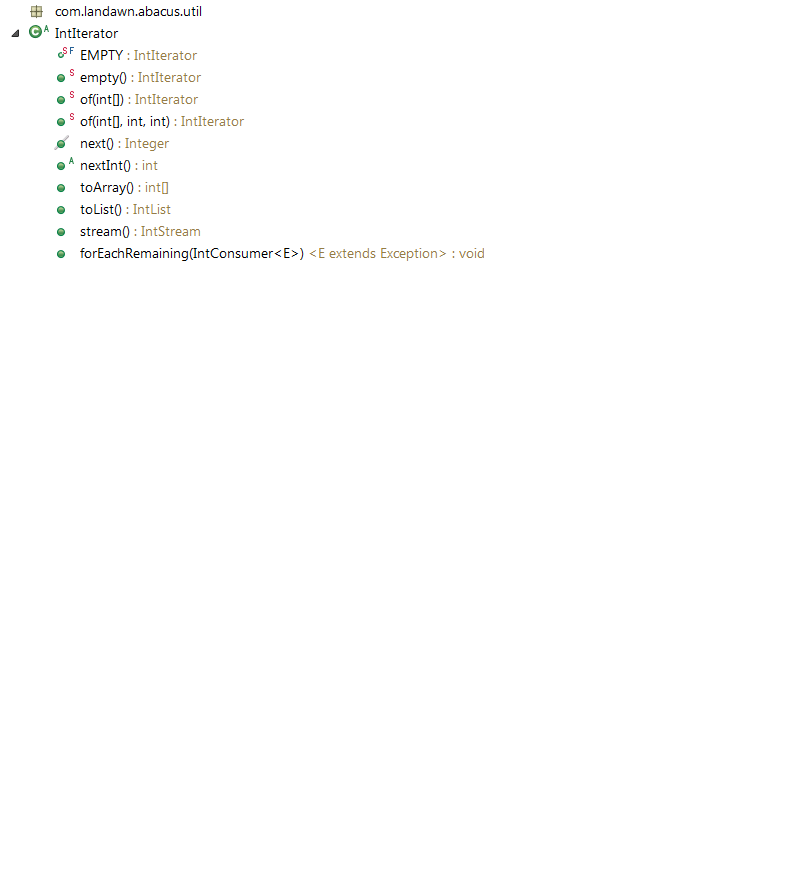 com.landawn.abacus.util
C A IntIterator
S F EMPTY : IntIterator
S empty() : IntIterator
S of(int[]) : IntIterator
S of(int[], int, int) : IntIterator
next() : Integer
A nextInt() : int
toArray() : int[]
toList() : IntList
stream() : IntStream
forEachRemaining(IntConsumer<E>) <E extends Exception> : void